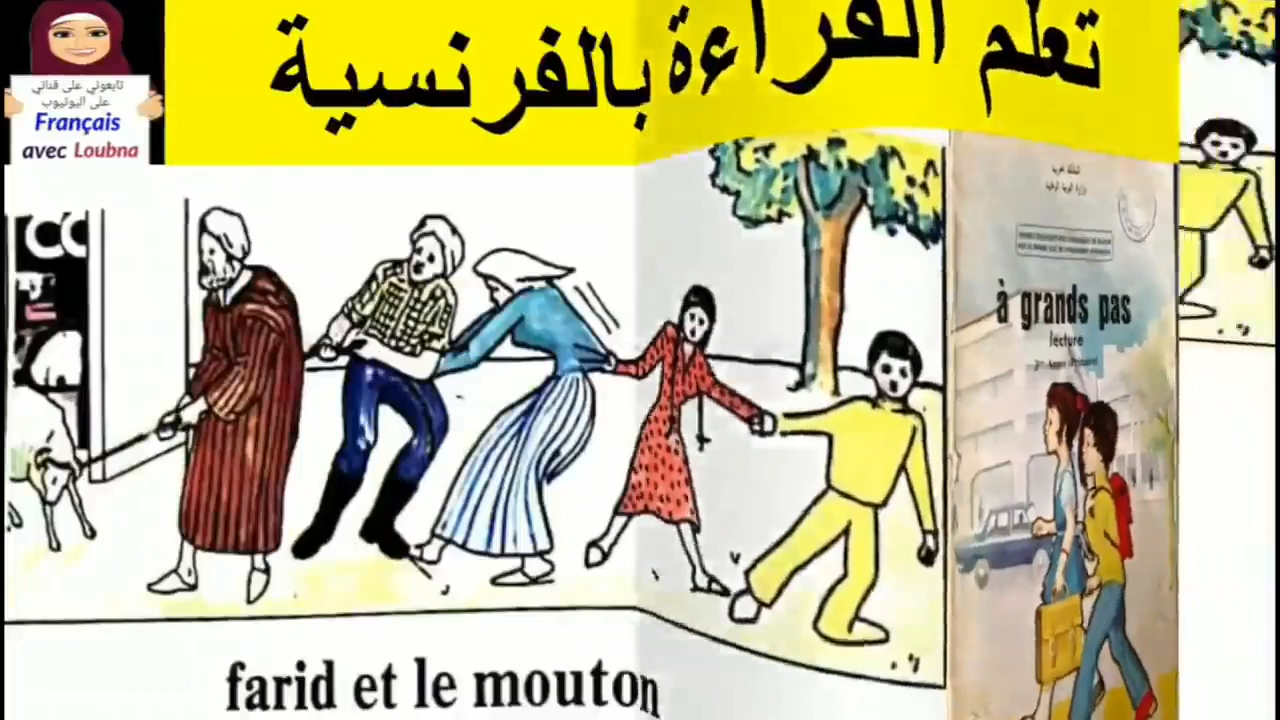 تعلم القراءة بالفرنسية
تابعوني على قناتي
على اليوتيوب
Français
avec Loubna
à grands pas
lecture
farid et le mouton